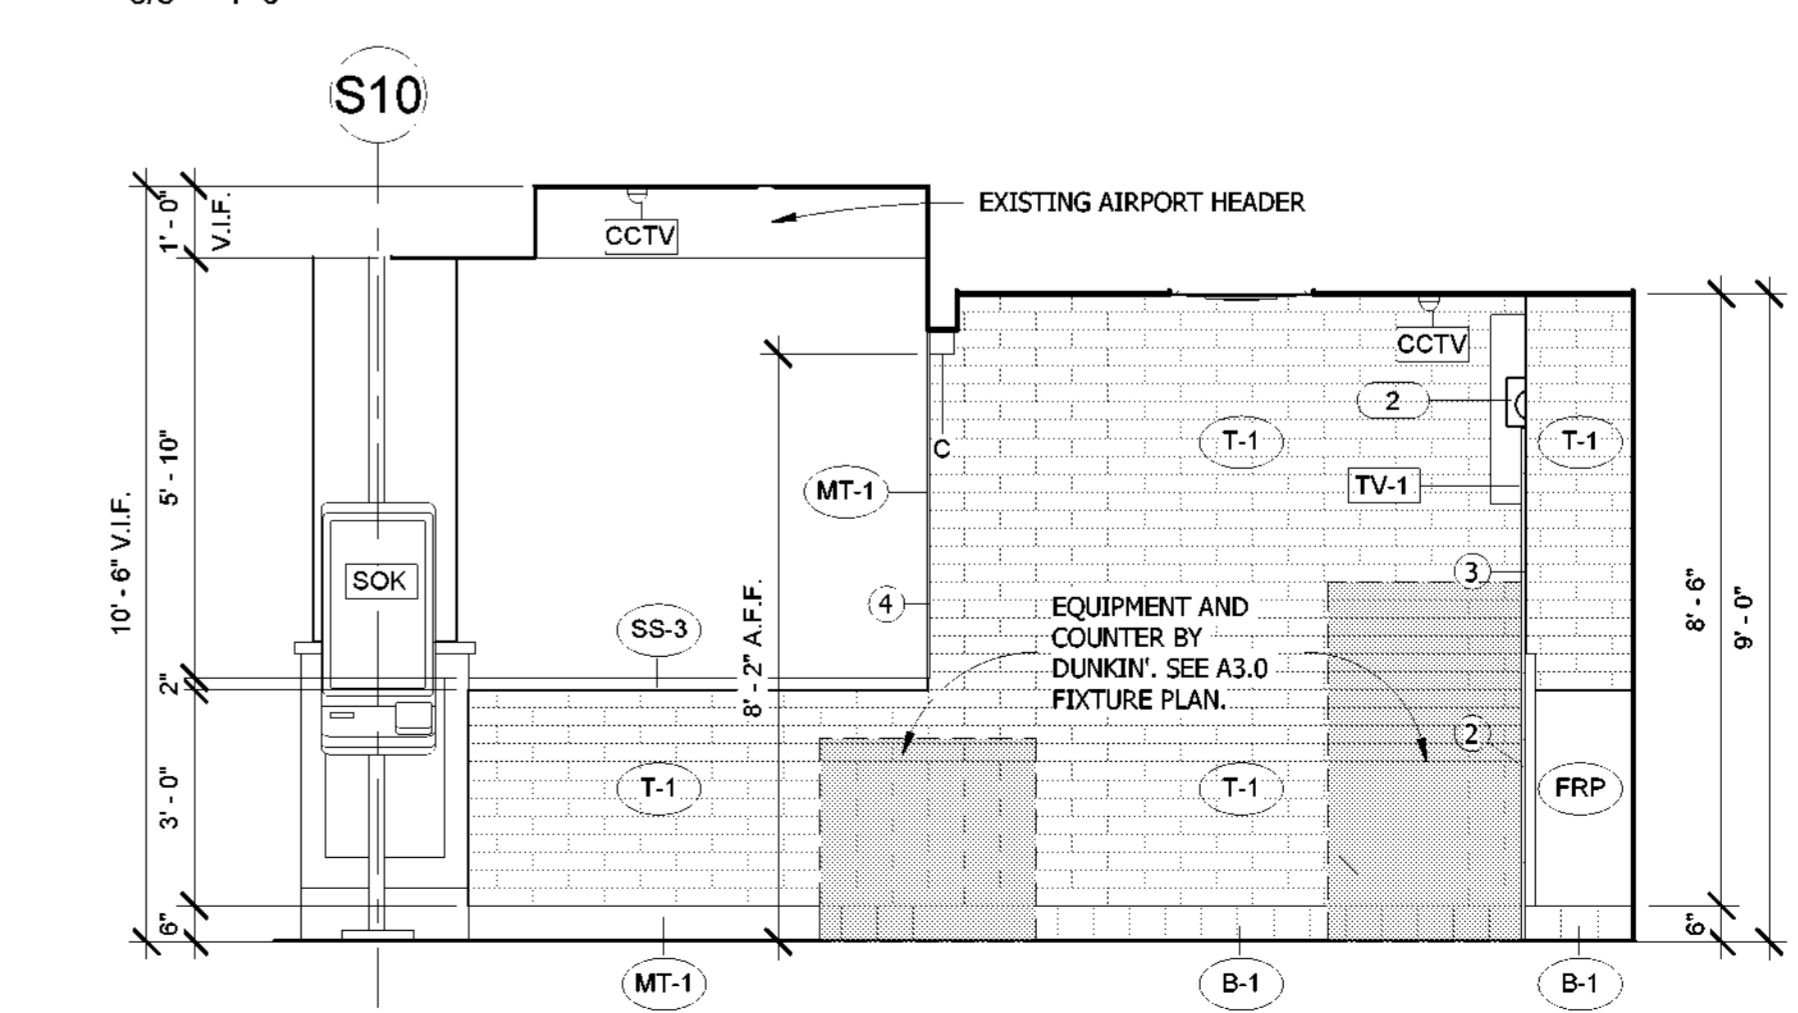 S10
1' - 0"
V.I.F.
EXISTING AIRPORT HEADER
CCTV
CCTV
2
C
T-1
T-1
5' - 10"
MT-1
TV-1
10' - 6" V.I.F.
SOK
3
4
EQUIPMENT AND
COUNTER BY
DUNKIN'. SEE A3.0
FIXTURE PLAN.
8' - 6"
9' - 0"
SS-3
8' - 2" A.F.F.
2"
2
3' - 0"
T-1
T-1
FRP
6"
6"
MT-1
B-1
B-1